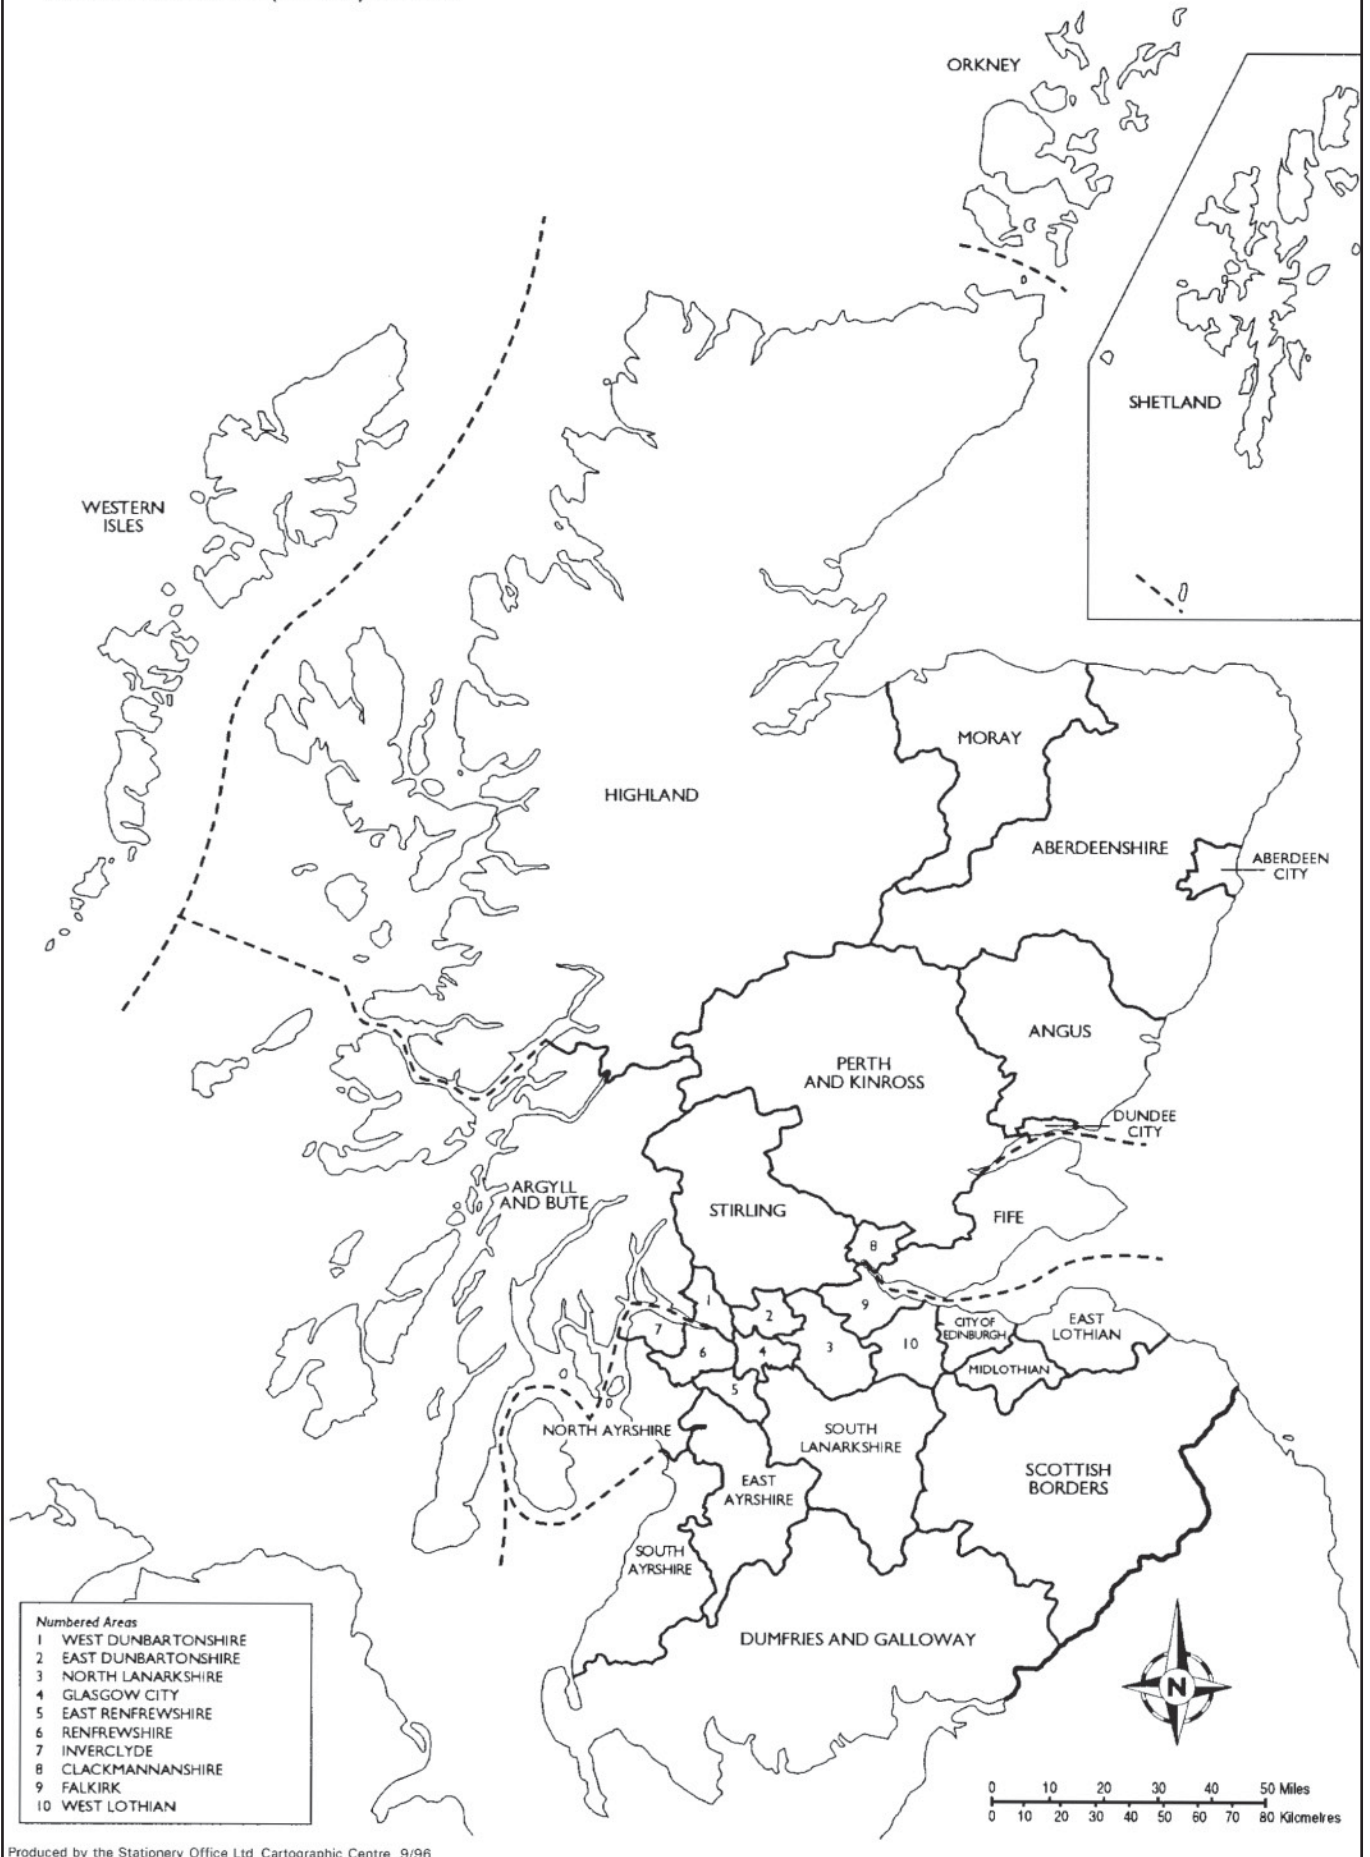 ORKNEY
SHETLAND
WESTERN
ISLES
MORAY
HIGHLAND
ABERDEENSHIRE
ABERDEEN
CITY
ANGUS
PERTH
AND KINROSS
DUNDEE
CITY
ARGYLL
AND BUTE
STIRLING
FIFE
8
1
2
9
7
6
4
3
10
5
CITY OF
EDINBURGH
EAST
LOTHIAN
MIDLOTHIAN
NORTH AYRSHIRE
SOUTH
LANARKSHIRE
EAST
AYRSHIRE
SCOTTISH
BORDERS
SOUTH
AYRSHIRE
DUMFRIES AND GALLOWAY
Numbered Areas
1 WEST DUNBARTONSHIRE
2 EAST DUNBARTONSHIRE
3 NORTH LANARKSHIRE
4 GLASGOW CITY
5 EAST RENFREWSHIRE
6 RENFREWSHIRE
7 INVERCLYDE
8 CLACKMANNANSHIRE
9 FALKIRK
10 WEST LOTHIAN
N
0 10 20 30 40 50 Miles
0 10 20 30 40 50 60 70 80 Kilometres
Produced by the Stationery Office Ltd Cartographic Centre 9/96